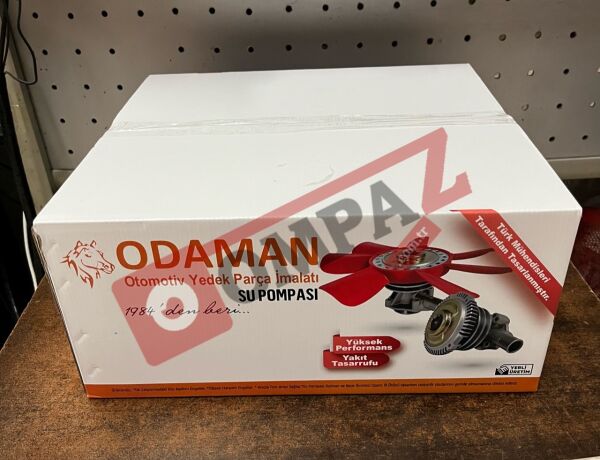 ODAMAN
Otomotiv Yedek Parça İmalatı
SU POMPASI
1984'den beri...
Türk Mühendisleri
Tarafından Tasarlanmıştır.
Yüksek
Performans
Yakıt
Tasarrufu
YERLİ
ÜRETİM